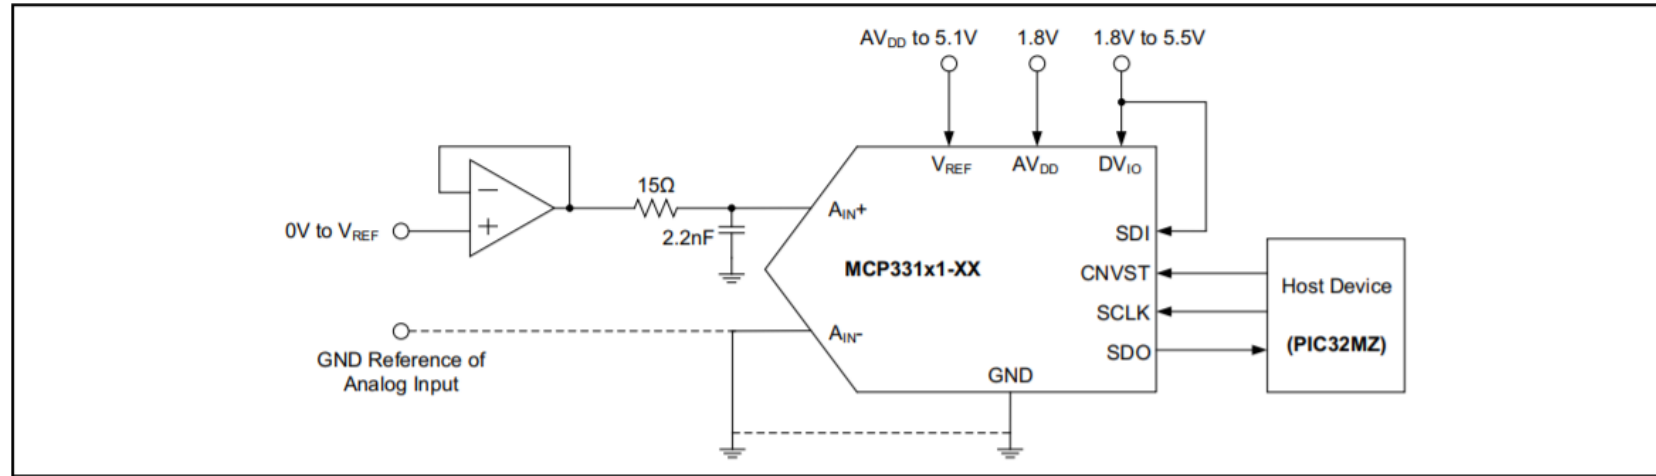 AVDD to 5.1V
1.8V
1.8V to 5.5V
VREF
AVDD
DVIO
15Ω
AIN+
−
+
0V to VREF
2.2nF
SDI
MCP331x1-XX
CNVST
Host Device
SCLK
AIN-
(PIC32MZ)
SDO
GND Reference of
Analog Input
GND